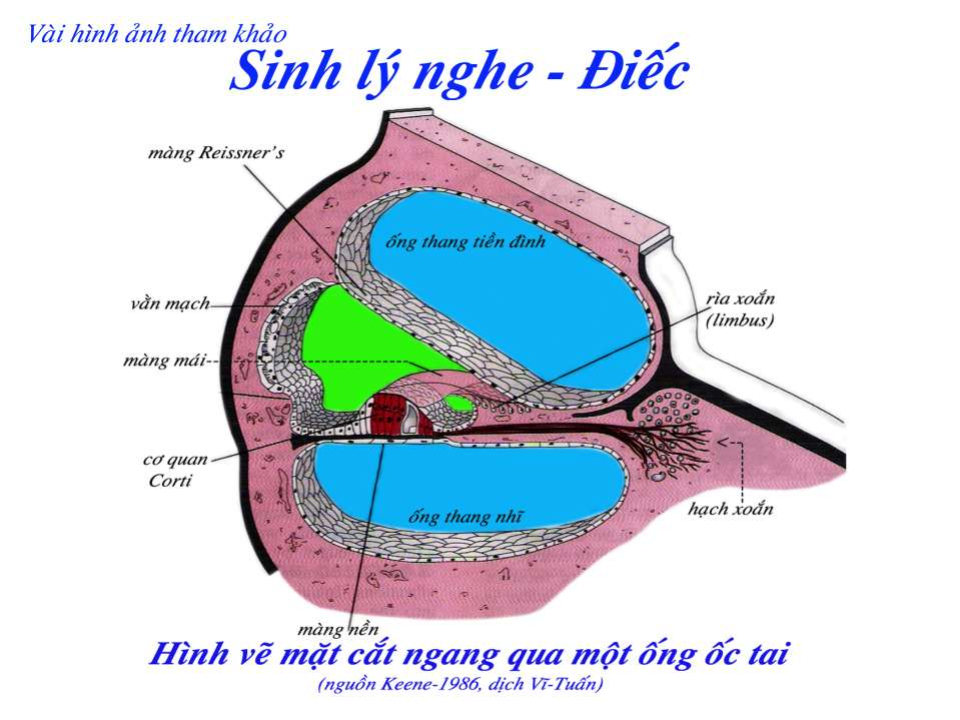 Vài hình ảnh tham khảo
Sinh lý nghe - Điếc
màng Reissner's
ống thang tiền đình
vằn mạch
rìa xoắn
(limbus)
màng mái
cơ quan
Corti
ống thang nhĩ
hạch xoắn
màng nền
Hình vẽ mặt cắt ngang qua một ống ốc tai
(nguồn Keene-1986, dịch Vĩ-Tuấn)